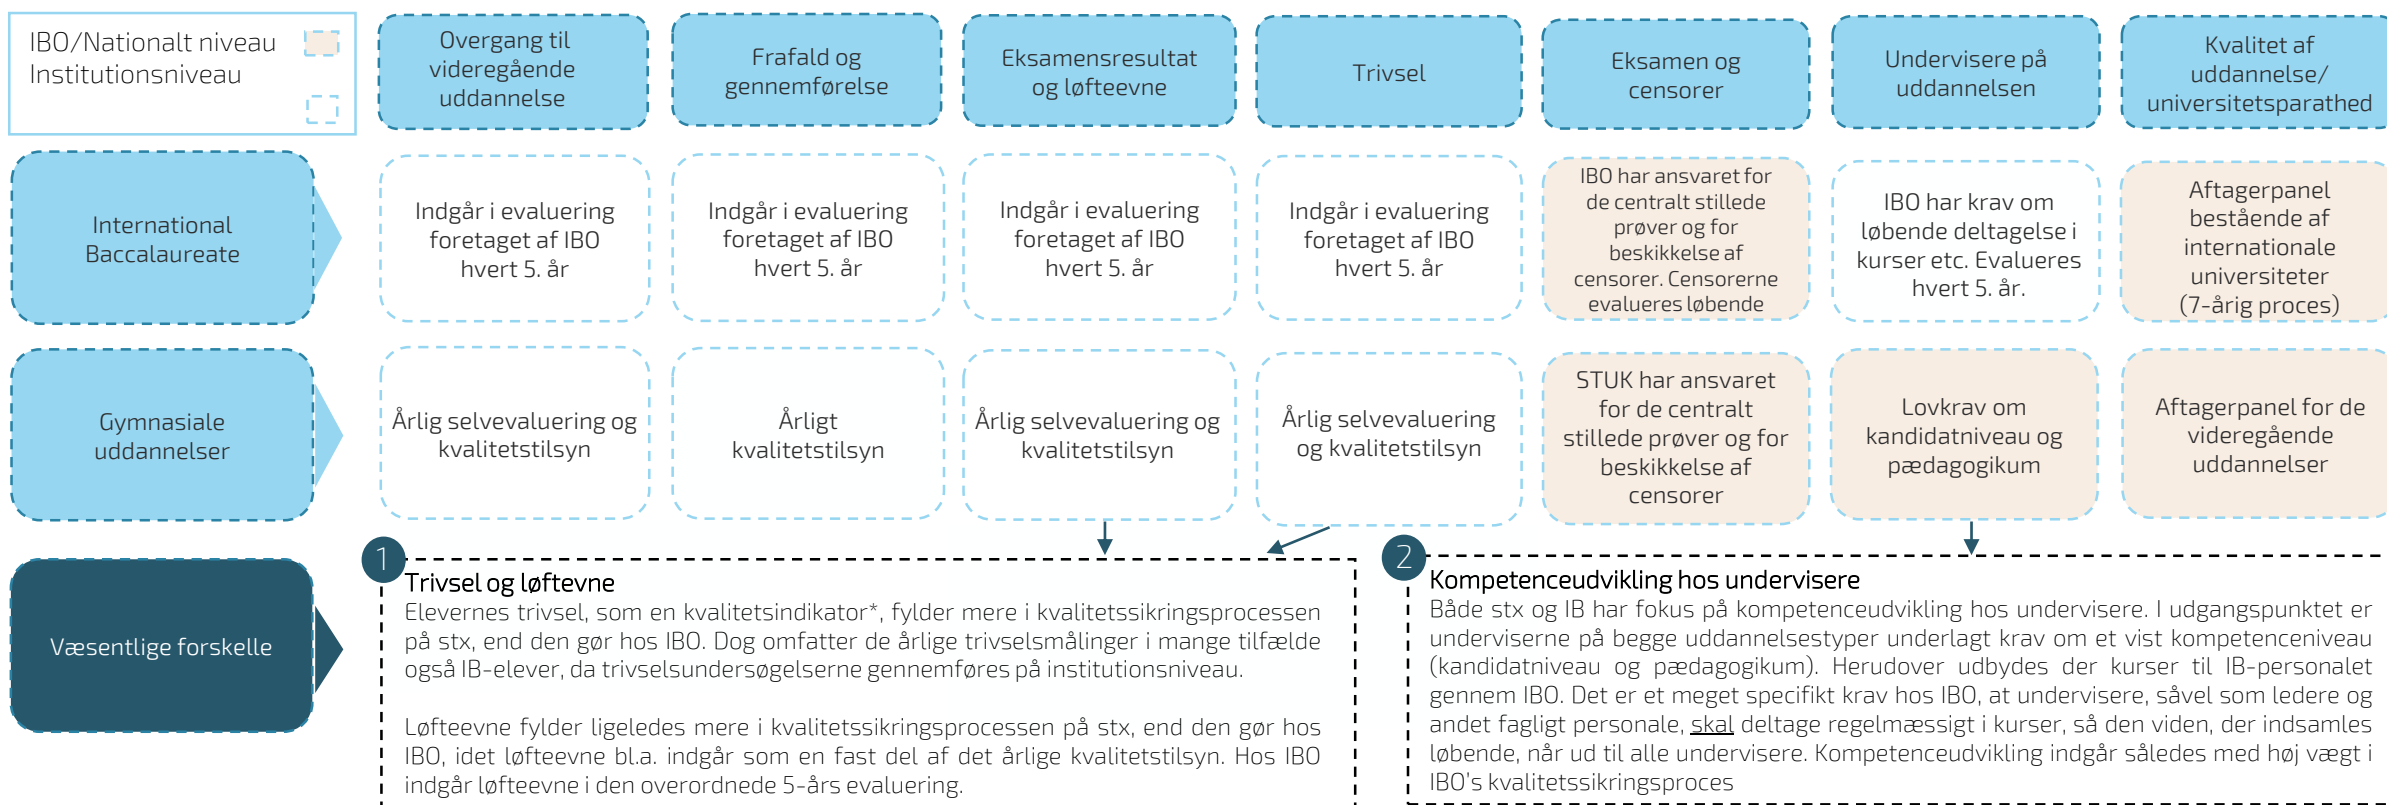 IBO/Nationalt niveau
Institutionsniveau
Overgang til
videregående
uddannelse
Frafald og
gennemførelse
Eksamensresultat
og løfteevne
Trivsel
Eksamen og
censorer
Undervisere på
uddannelsen
Kvalitet af
uddannelse/
universitetsparathed
International
Baccalaureate
Indgår i evaluering
foretaget af IBO
hvert 5. år
Indgår i evaluering
foretaget af IBO
hvert 5. år
Indgår i evaluering
foretaget af IBO
hvert 5. år
Indgår i evaluering
foretaget af IBO
hvert 5. år
IBO har ansvaret for
de centralt stillede
prøver og for
beskikkelse af
censorer. Censorerne
evalueres løbende
IBO har krav om
løbende deltagelse i
kurser etc. Evalueres
hvert 5. år.
Aftagerpanel
bestående af
internationale
universiteter
(7-årig proces)
Gymnasiale
uddannelser
Årlig selvevaluering og
kvalitetstilsyn
Årligt
kvalitetstilsyn
Årlig selvevaluering og
kvalitetstilsyn
Årlig selvevaluering
og kvalitetstilsyn
STUK har ansvaret
for de centralt
stillede prøver og for
beskikkelse af
censorer
Lovkrav om
kandidatniveau og
pædagogikum
Aftagerpanel for de
videregående
uddannelser
Væsentlige forskelle
1
Trivsel og løftevne
Elevernes trivsel, som en kvalitetsindikator*, fylder mere i kvalitetssikringsprocessen
på stx, end den gør hos IBO. Dog omfatter de årlige trivselsmålinger i mange tilfælde
også IB-elever, da trivselsundersøgelserne gennemføres på institutionsniveau.
Løfteevne fylder ligeledes mere i kvalitetssikringsprocessen på stx, end den gør hos
IBO, idet løfteevne bl.a. indgår som en fast del af det årlige kvalitetstilsyn. Hos IBO
indgår løfteevne i den overordnede 5-års evaluering.
2
Kompetenceudvikling hos undervisere
Både stx og IB har fokus på kompetenceudvikling hos undervisere. I udgangspunktet er
underviserne på begge uddannelsestyper underlagt krav om et vist kompetenceniveau
(kandidatniveau og pædagogikum). Herudover udbydes der kurser til IB-personalet
gennem IBO. Det er et meget specifikt krav hos IBO, at undervisere, såvel som ledere og
andet fagligt personale, skal deltage regelmæssigt i kurser, så den viden, der indsamles
løbende, når ud til alle undervisere. Kompetenceudvikling indgår således med høj vægt i
IBO's kvalitetssikringsproces